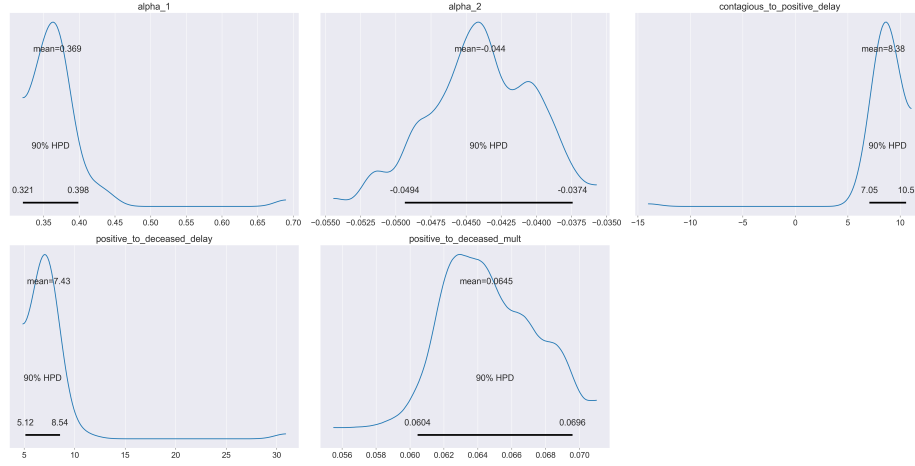 alpha_1
mean=0.369
90% HPD
0.321 0.398
0.35 0.40 0.45 0.50 0.55 0.60 0.65 0.70
alpha_2
mean=-0.044
90% HPD
-0.0494 -0.0374
−0.0550 −0.0525 −0.0500 −0.0475 −0.0450 −0.0425 −0.0400 −0.0375 −0.0350
contagious_to_positive_delay
mean=8.38
90% HPD
7.05 10.5
−15 −10 −5 0 5 10
positive_to_deceased_delay
mean=7.43
90% HPD
5.12 8.54
5 10 15 20 25 30
positive_to_deceased_mult
mean=0.0645
90% HPD
0.0604 0.0696
0.056 0.058 0.060 0.062 0.064 0.066 0.068 0.070